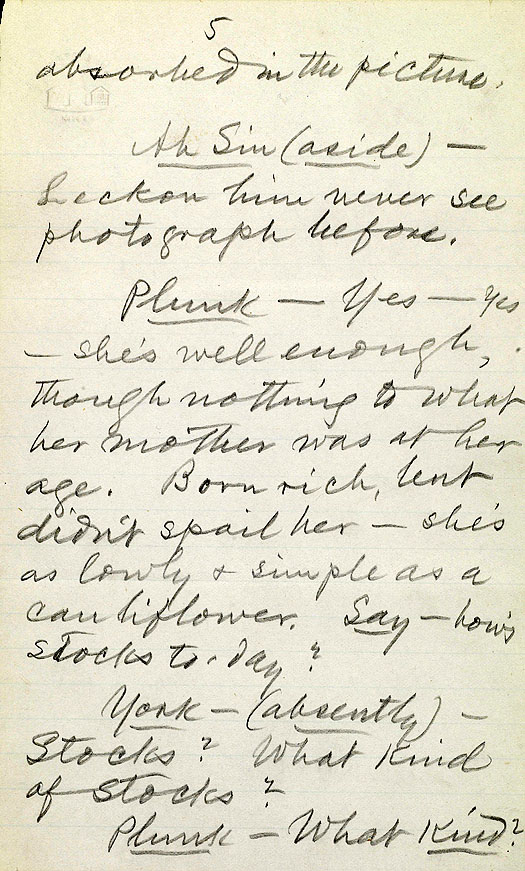 5
absorbed in the picture.
Ah Sin (aside) —
Leckon him never see
photograph before.
Plunk — Yes — yes
— she's well enough,
though nothing to what
her mother was at her
age. Born rich, but
didn't spoil her — she's
as lowly & simple as a
cauliflower. Say — how's
stocks to-day?
York — (absently) —
Stocks? What kind
of stocks?
Plunk — What kind?